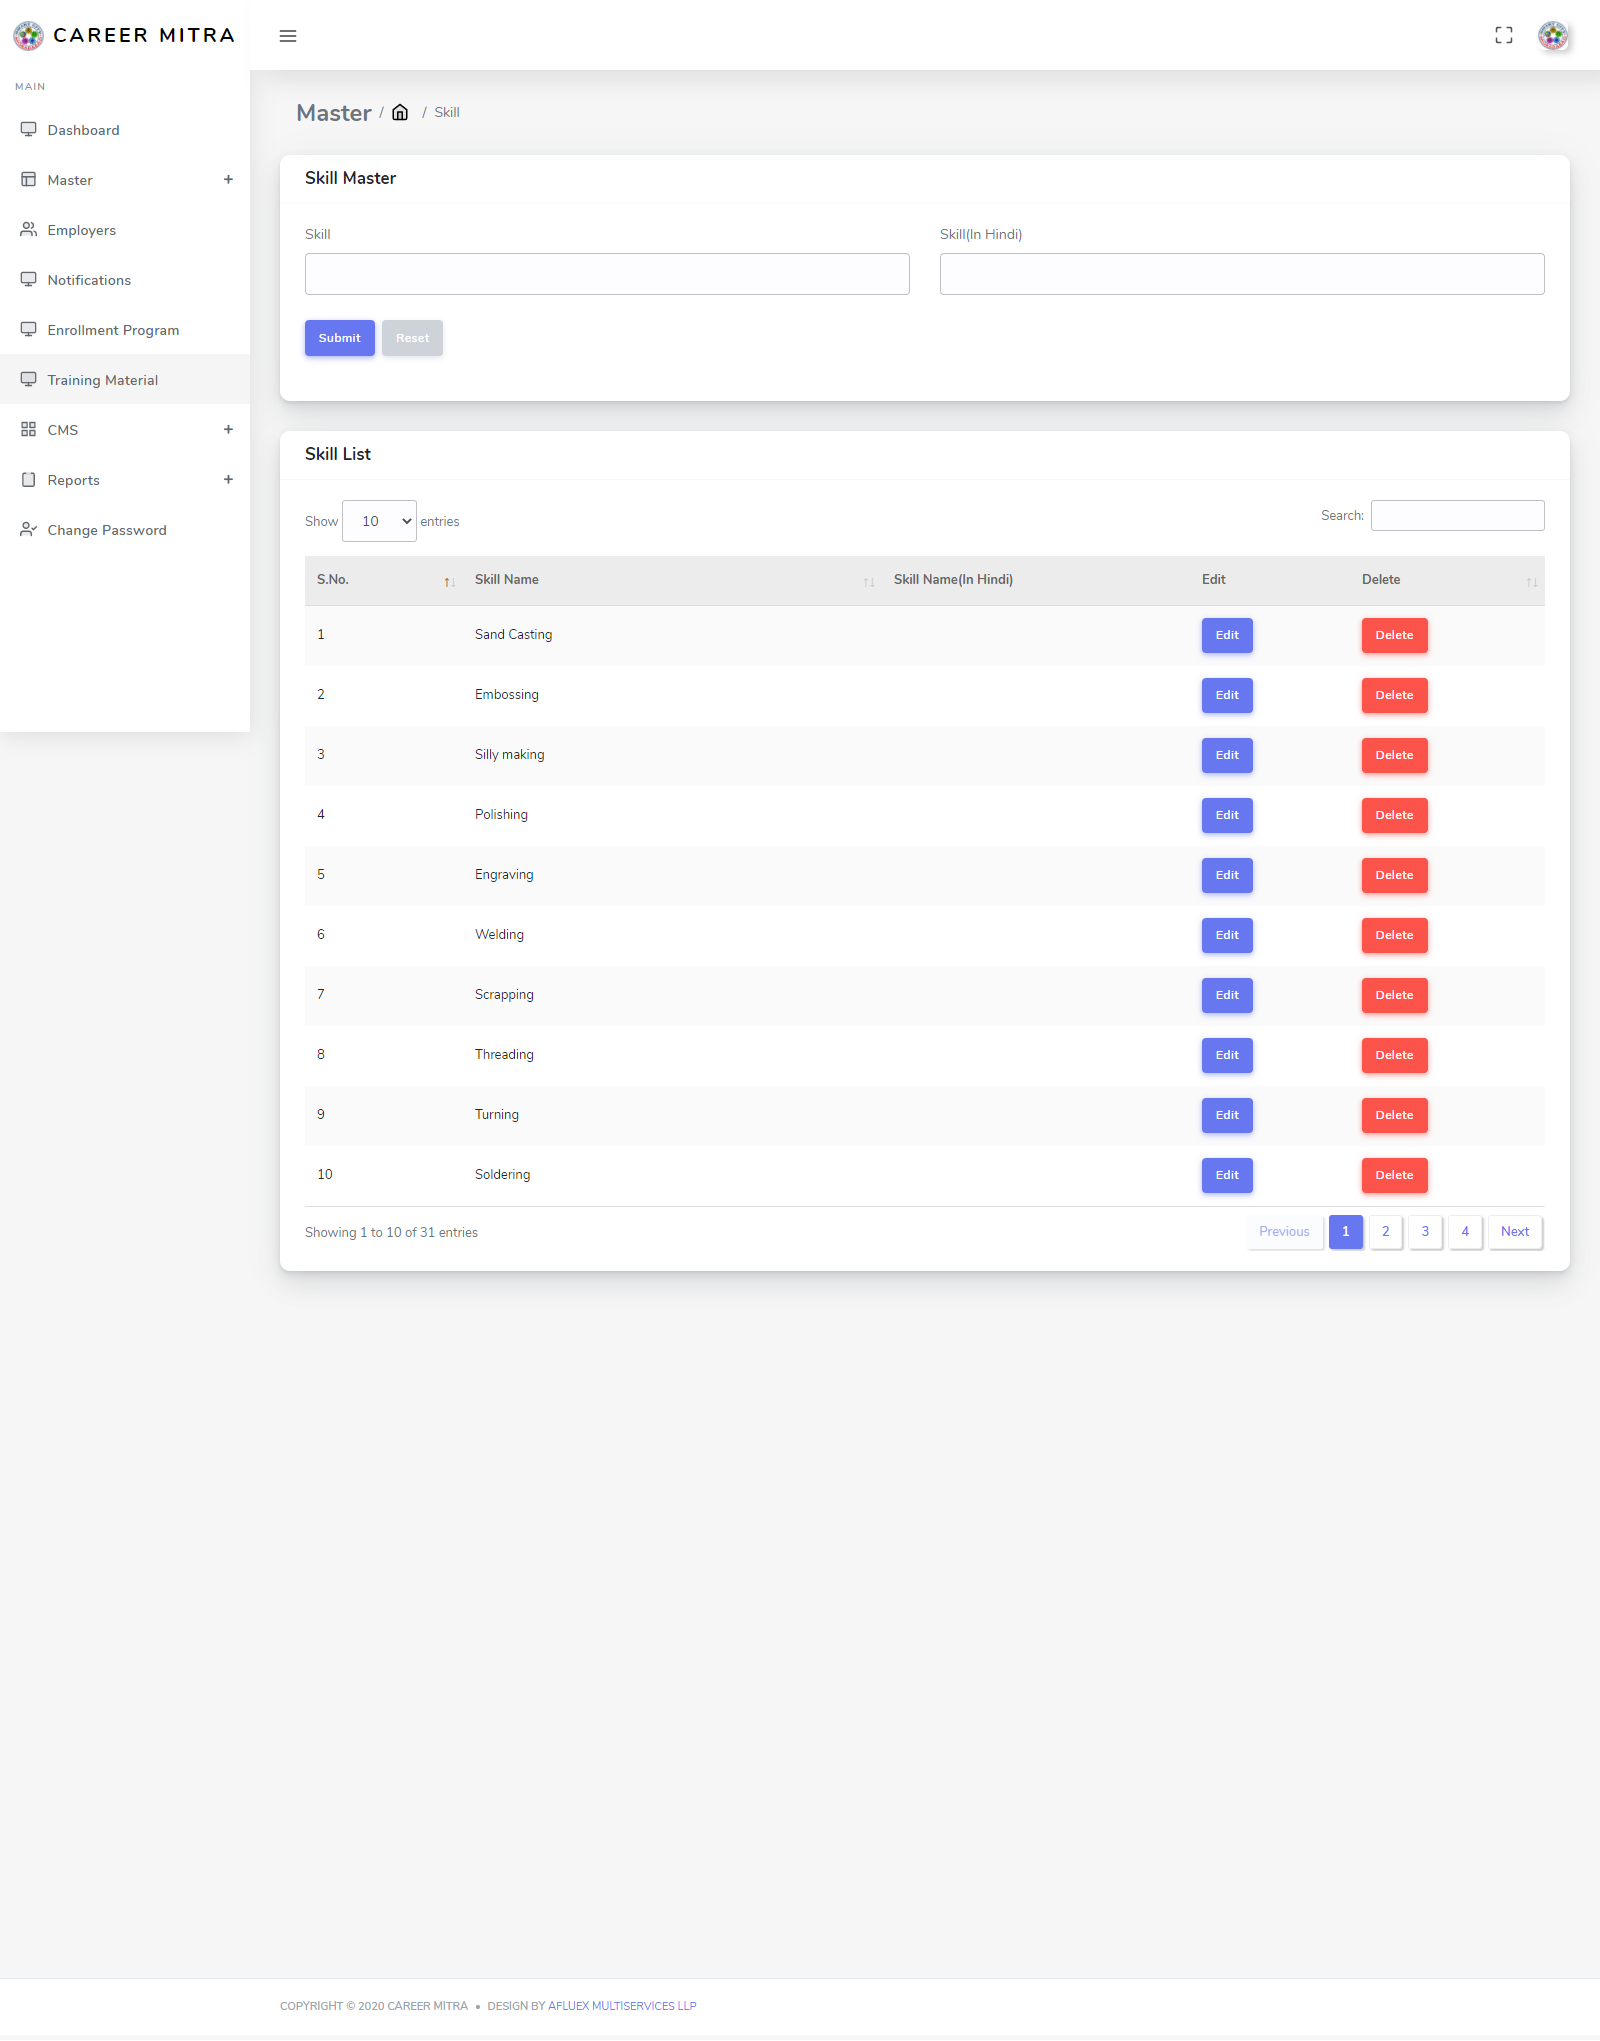 CAREER MITRA
MAIN
Dashboard
Master +
Employers
Notifications
Enrollment Program
Training Material
CMS +
Reports +
Change Password
Master / / Skill
Skill Master
Skill Skill(In Hindi)
Submit Reset
Skill List
Show 10 entries Search:
S.No. Skill Name Skill Name(In Hindi) Edit Delete
1 Sand Casting Edit Delete
2 Embossing Edit Delete
3 Silly making Edit Delete
4 Polishing Edit Delete
5 Engraving Edit Delete
6 Welding Edit Delete
7 Scrapping Edit Delete
8 Threading Edit Delete
9 Turning Edit Delete
10 Soldering Edit Delete
Showing 1 to 10 of 31 entries Previous 1 2 3 4 Next
COPYRIGHT © 2020 CAREER MITRA • DESIGN BY AFLUEX MULTISERVICES LLP